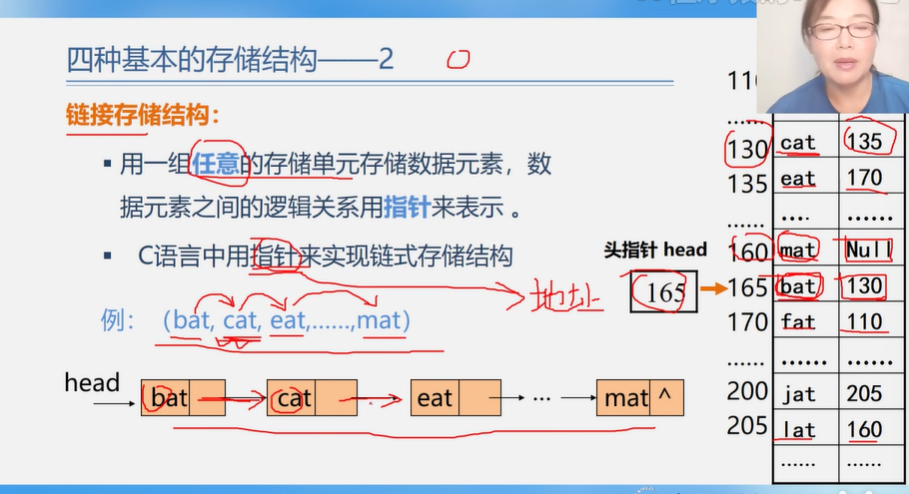 四种基本的存储结构——2
链接存储结构：
▪ 用一组任意的存储单元存储数据元素，数
据元素之间的逻辑关系用指针来表示 。
▪ C语言中用指针来实现链式存储结构
地址
例： （bat, cat, eat,……,mat）
head
bat
cat
eat
...
mat ^
头指针 head
165
110
......
130 cat 135
135 eat 170
...... .... ......
160 mat Null
165 bat 130
170 fat 110
...... ...... ......
200 jat 205
205 lat 160
...... ......